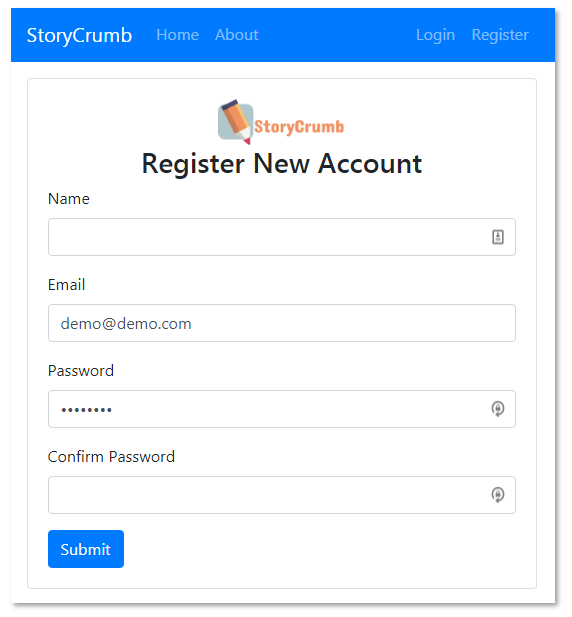 StoryCrumb Home About Login Register
StoryCrumb
Register New Account
Name
Email
demo@demo.com
Password
••••••••
Confirm Password
Submit